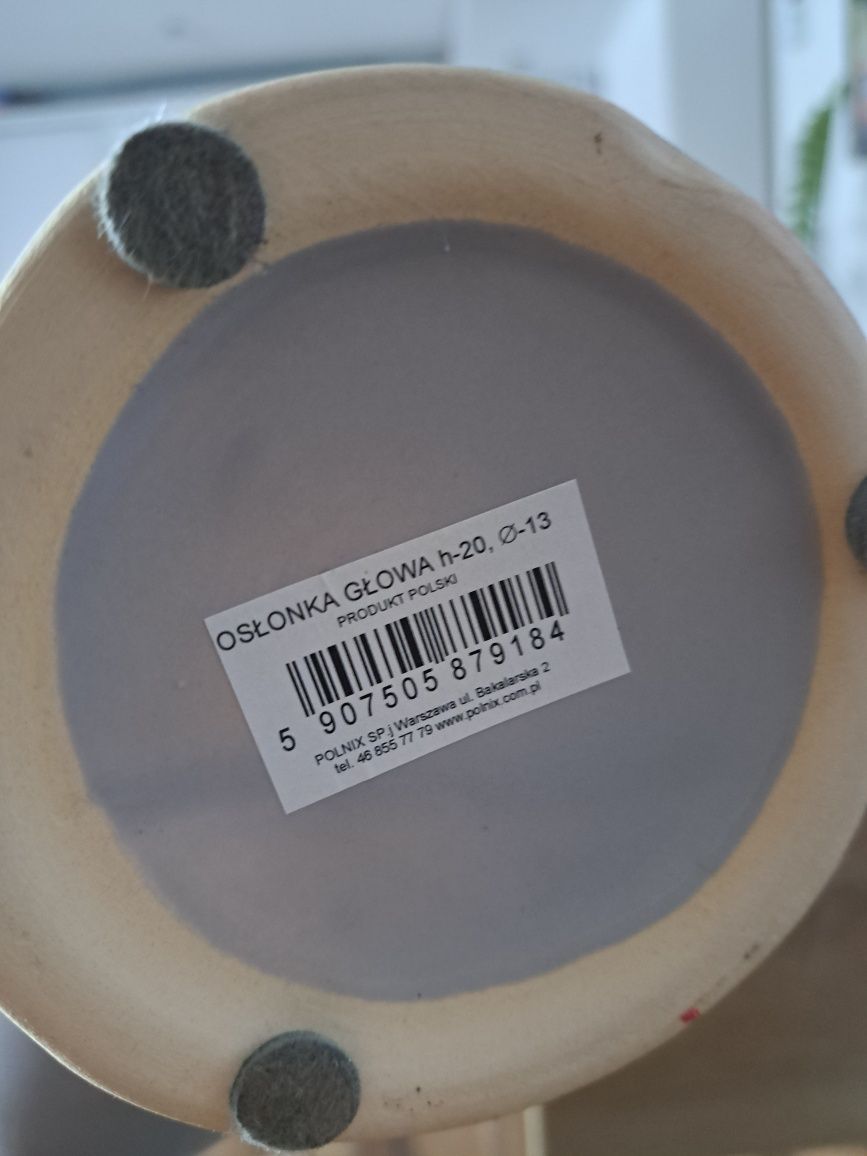 OSŁONKA GŁOWA h-20, Ø-13
PRODUKT POLSKI
5 907505 879184
POLNIX SP.j Warszawa ul. Bakalarska 2
tel. 46 855 77 79 www.polnix.com.pl